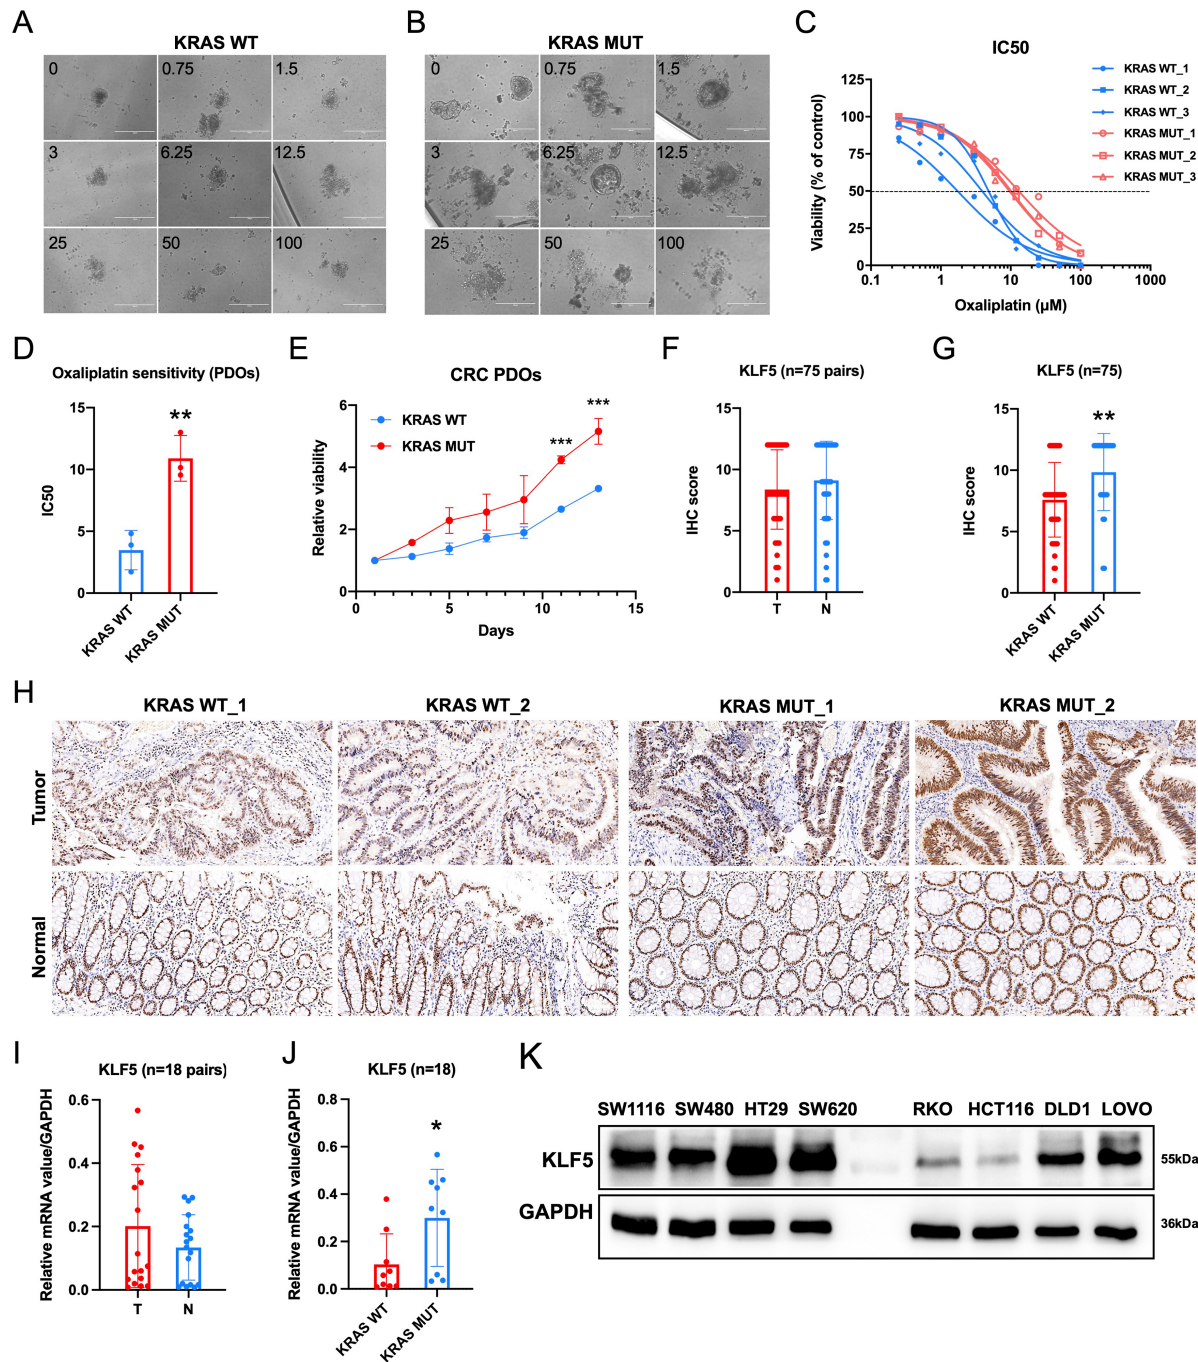 A
KRAS WT
0
0.75
1.5
3
6.25
12.5
25
50
100
B
KRAS MUT
0
0.75
1.5
3
6.25
12.5
25
50
100
C
IC50
Viability (% of control)
125
100
75
50
25
0
0.1
1
10
100
1000
Oxaliplatin (µM)
KRAS WT_1
KRAS WT_2
KRAS WT_3
KRAS MUT_1
KRAS MUT_2
KRAS MUT_3
D
Oxaliplatin sensitivity (PDOs)
IC50
15
10
5
0
**
KRAS WT
KRAS MUT
E
CRC PDOs
Relative viability
6
4
2
0
KRAS WT
KRAS MUT
***
***
0
5
10
15
Days
F
KLF5 (n=75 pairs)
IHC score
15
10
5
0
T
N
G
KLF5 (n=75)
IHC score
15
10
5
0
**
KRAS WT
KRAS MUT
H
KRAS WT_1
KRAS WT_2
KRAS MUT_1
KRAS MUT_2
Tumor
Normal
I
KLF5 (n=18 pairs)
Relative mRNA value/GAPDH
0.6
0.4
0.2
0.0
T
N
J
KLF5 (n=18)
Relative mRNA value/GAPDH
0.8
0.6
0.4
0.2
0.0
*
KRAS WT
KRAS MUT
K
SW1116 SW480 HT29 SW620 RKO HCT116 DLD1 LOVO
KLF5
55kDa
GAPDH
36kDa